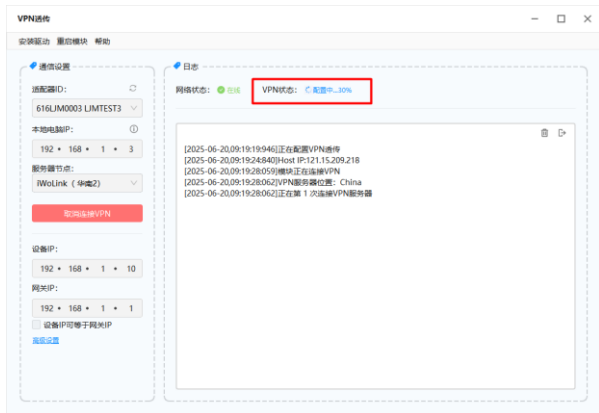 VPN透传
安装驱动 重启模块 帮助
通信设置
适配器ID:
616LJM0003 LJMTEST3
本地电脑IP:
192 • 168 • 1 • 3
服务器节点:
iWoLink（华南2）
取消连接VPN
设备IP:
192 • 168 • 1 • 10
网关IP:
192 • 168 • 1 • 1
设备IP可等于网关IP
高级设置
日志
网络状态: 在线 VPN状态: 配置中...30%
[2025-06-20,09:19:19:946]正在配置VPN透传
[2025-06-20,09:19:24:840]Host IP:121.15.209.218
[2025-06-20,09:19:28:059]模块正在连接VPN
[2025-06-20,09:19:28:062]VPN服务器位置：China
[2025-06-20,09:19:28:062]正在第 1 次连接VPN服务器